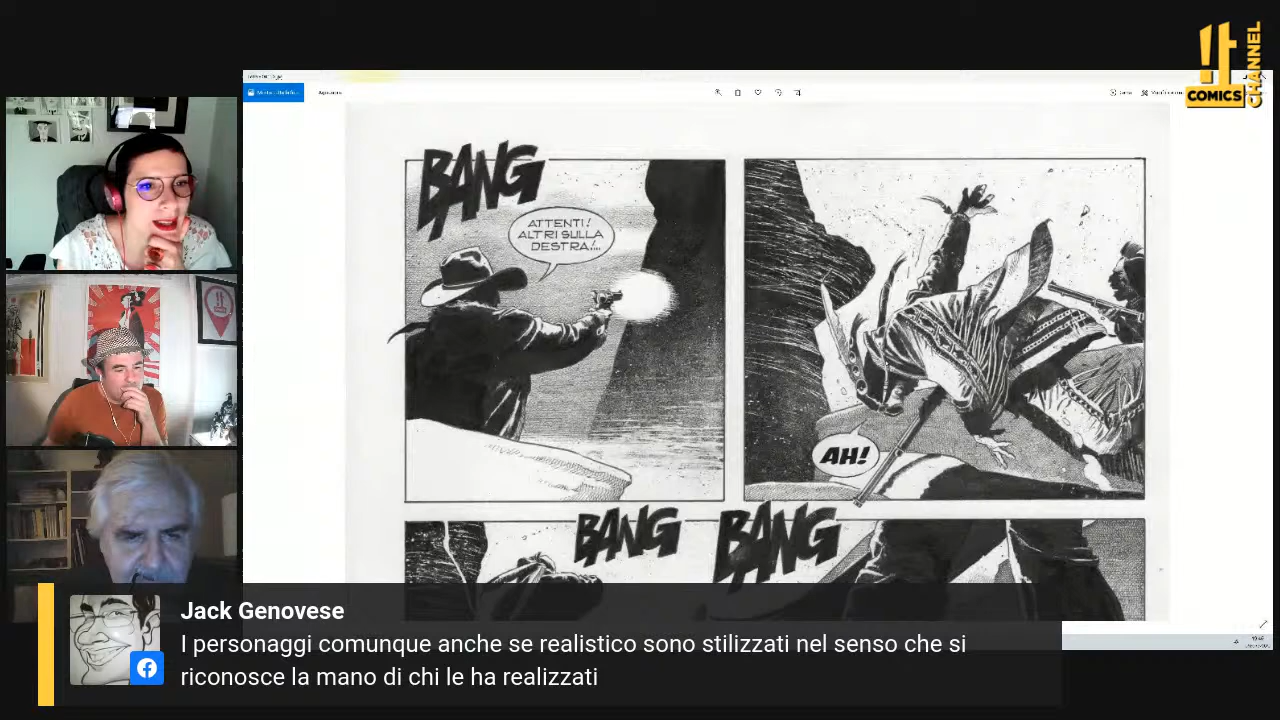 !t
COMICS
CHANNEL
BANG
ATTENTI!
ALTRI SULLA
DESTRA!...
AH!
BANG BANG
Jack Genovese
I personaggi comunque anche se realistico sono stilizzati nel senso che si
riconosce la mano di chi le ha realizzati